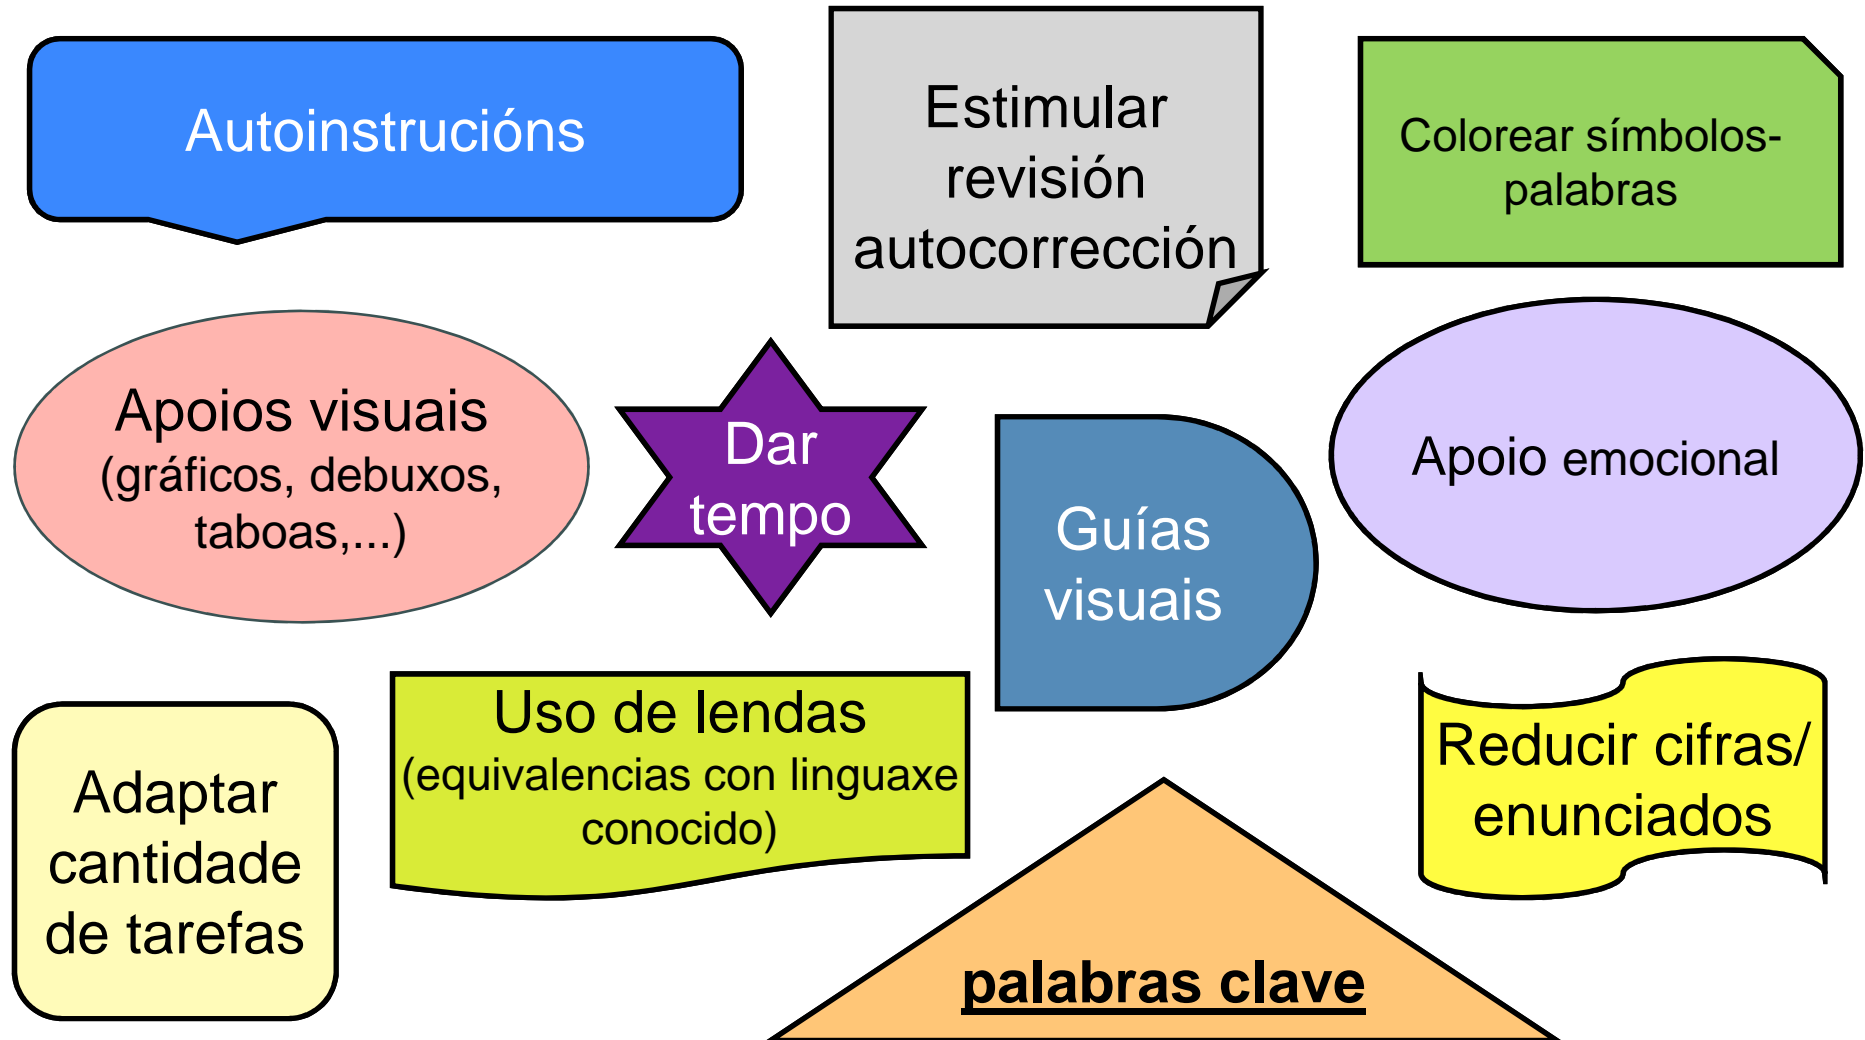 Autoinstrucións
Estimular
revisión
autocorrección
Colorear símbolos-
palabras
Apoios visuais
(gráficos, debuxos,
taboas,...)
Dar
tempo
Guías
visuais
Apoio emocional
Adaptar
cantidade
de tarefas
Uso de lendas
(equivalencias con linguaxe
conocido)
palabras clave
Reducir cifras/
enunciados